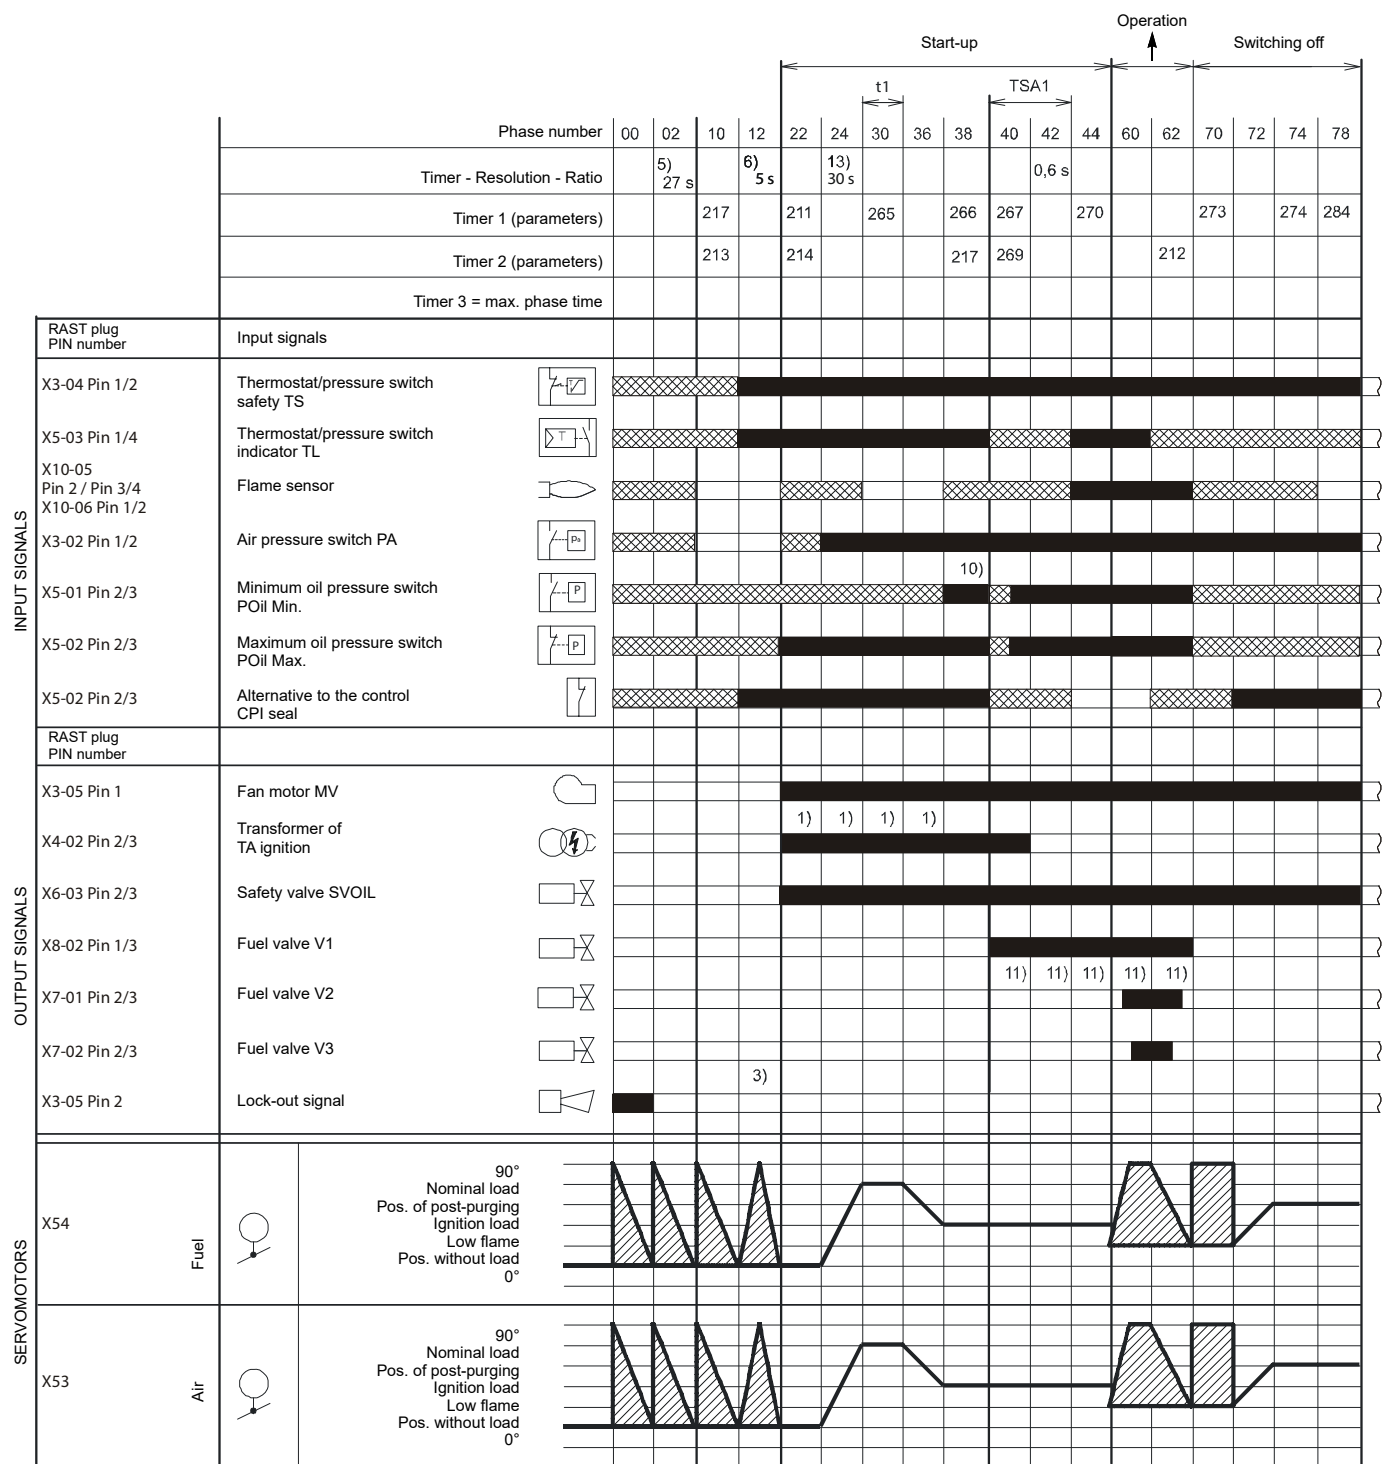 Operation
Start-up
Switching off
t1
TSA1
Phase number 00 02 10 12 22 24 30 36 38 40 42 44 60 62 70 72 74 78
5) 6) 13)
Timer - Resolution - Ratio 27 s 5 s 30 s 0,6 s
Timer 1 (parameters) 217 211 265 266 267 270 273 274 284
Timer 2 (parameters) 213 214 217 269 212
Timer 3 = max. phase time
RAST plug
PIN number
Input signals
INPUT SIGNALS
X3-04 Pin 1/2
Thermostat/pressure switch
safety TS
X5-03 Pin 1/4
Thermostat/pressure switch
indicator TL
T
X10-05
Pin 2 / Pin 3/4
X10-06 Pin 1/2
Flame sensor
X3-02 Pin 1/2
Air pressure switch PA
Pa
10)
X5-01 Pin 2/3
Minimum oil pressure switch
POil Min.
P
X5-02 Pin 2/3
Maximum oil pressure switch
POil Max.
P
X5-02 Pin 2/3
Alternative to the control
CPI seal
RAST plug
PIN number
OUTPUT SIGNALS
X3-05 Pin 1
Fan motor MV
1) 1) 1) 1)
X4-02 Pin 2/3
Transformer of
TA ignition
X6-03 Pin 2/3
Safety valve SVOIL
X8-02 Pin 1/3
Fuel valve V1
11) 11) 11) 11) 11)
X7-01 Pin 2/3
Fuel valve V2
X7-02 Pin 2/3
Fuel valve V3
3)
X3-05 Pin 2
Lock-out signal
SERVOMOTORS
X54
Fuel
90°
Nominal load
Pos. of post-purging
Ignition load
Low flame
Pos. without load
0°
X53
Air
90°
Nominal load
Pos. of post-purging
Ignition load
Low flame
Pos. without load
0°